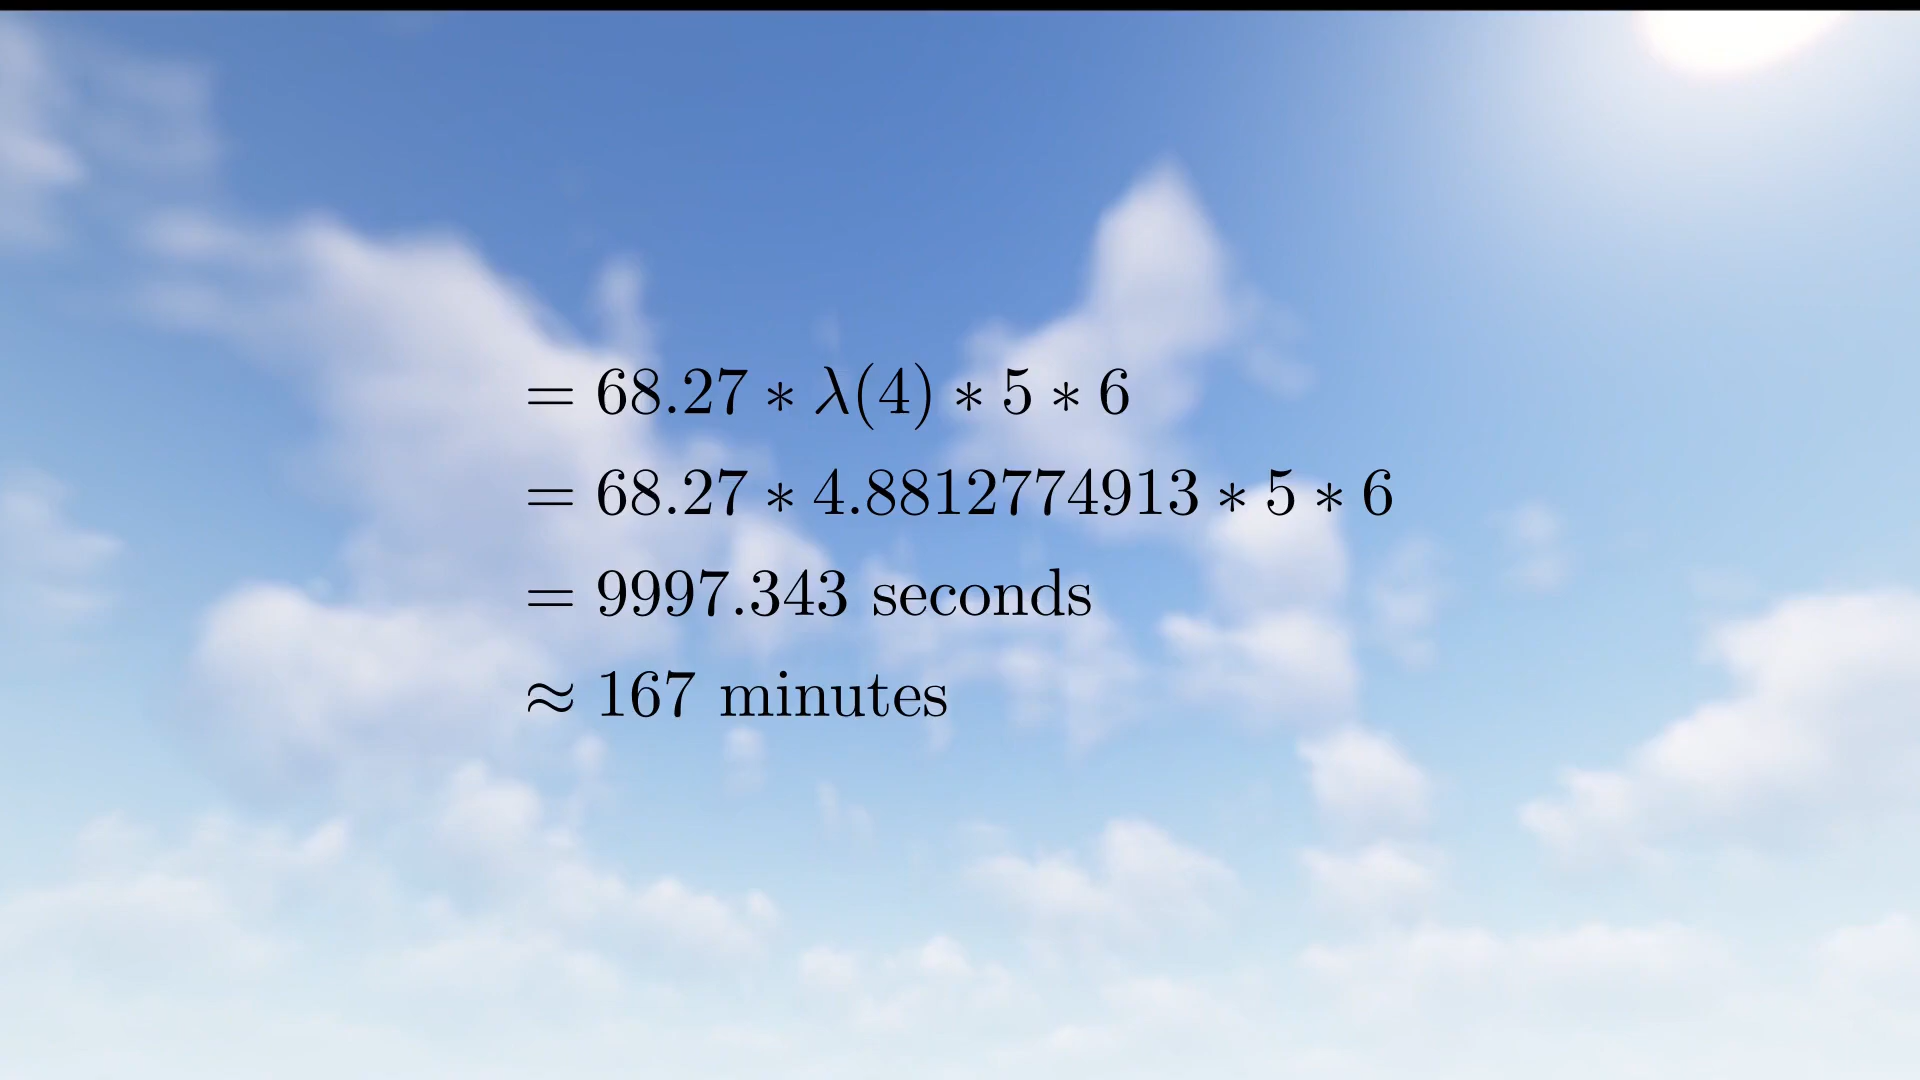 = 68.27 * λ(4) * 5 * 6
= 68.27 * 4.8812774913 * 5 * 6
= 9997.343 seconds
≈ 167 minutes